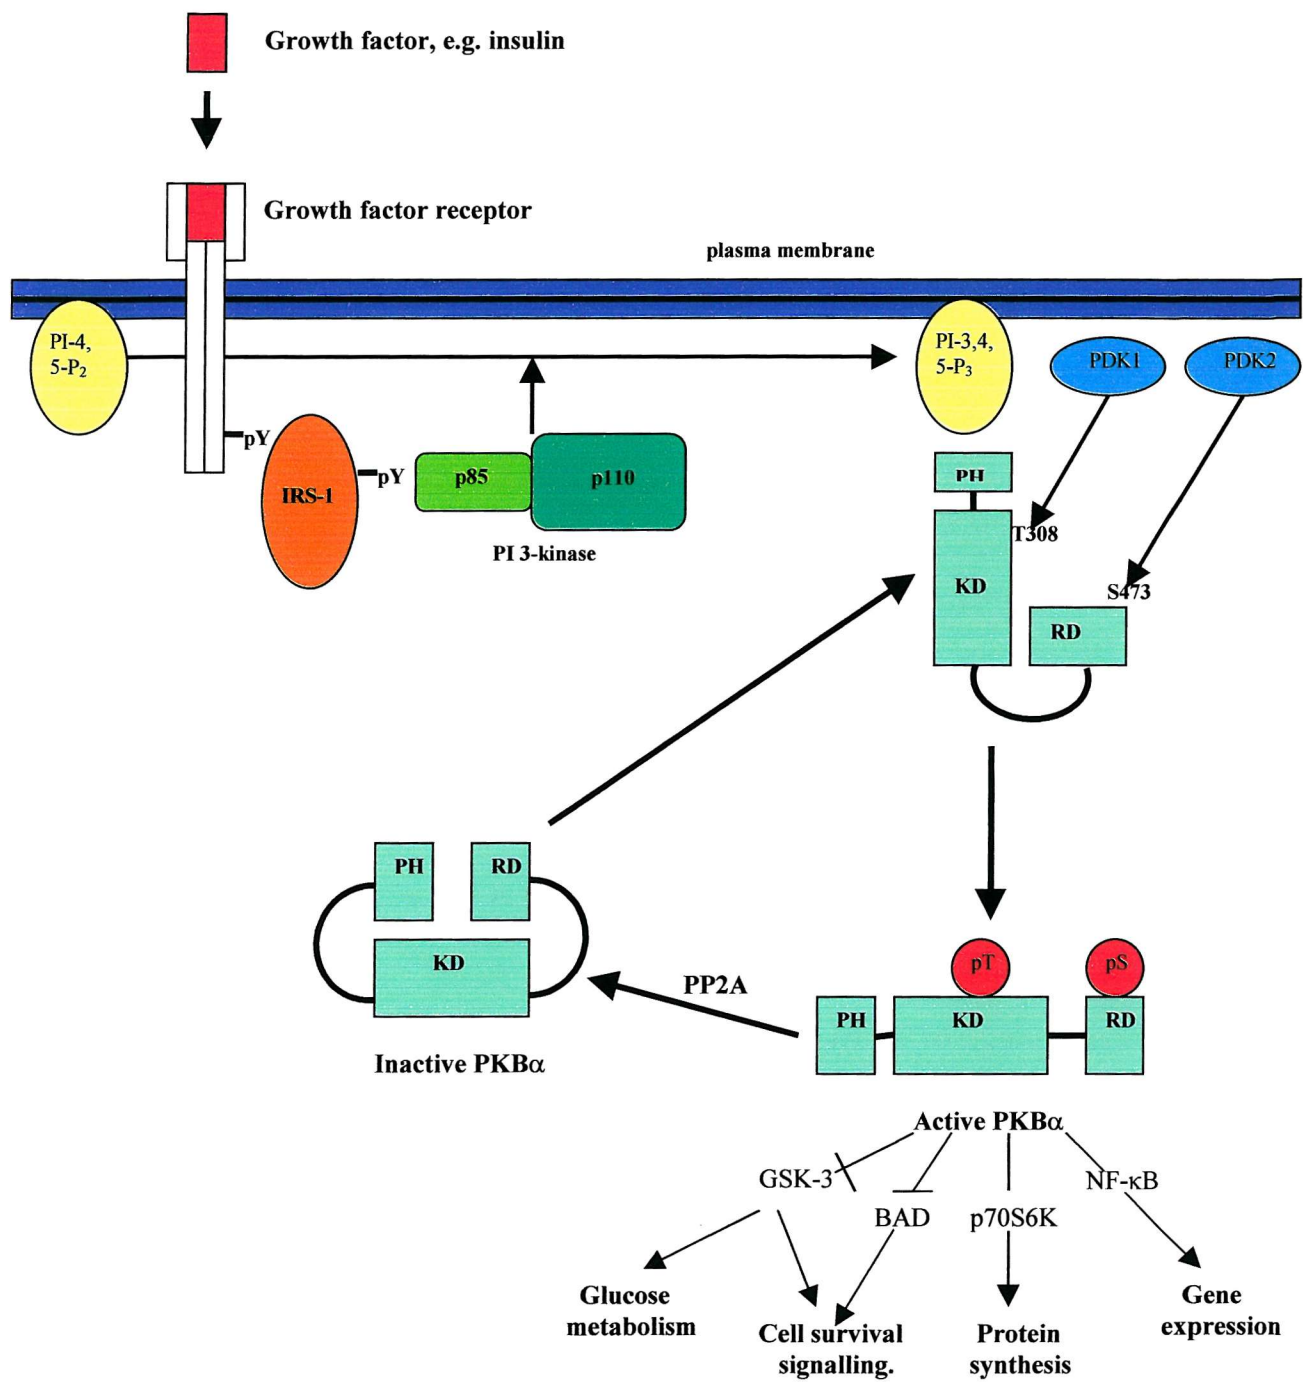 Growth factor, e.g. insulin
Growth factor receptor
plasma membrane
PI-4,
5-P₂
PI-3,4,
5-P₃
PDK1
PDK2
pY
IRS-1
pY
p85
p110
PI 3-kinase
PH
T308
KD
S473
RD
PH
RD
KD
Inactive PKBα
PP2A
pT
pS
PH
KD
RD
Active PKBα
GSK-3
BAD
p70S6K
NF-κB
Glucose
metabolism
Cell survival
signalling.
Protein
synthesis
Gene
expression